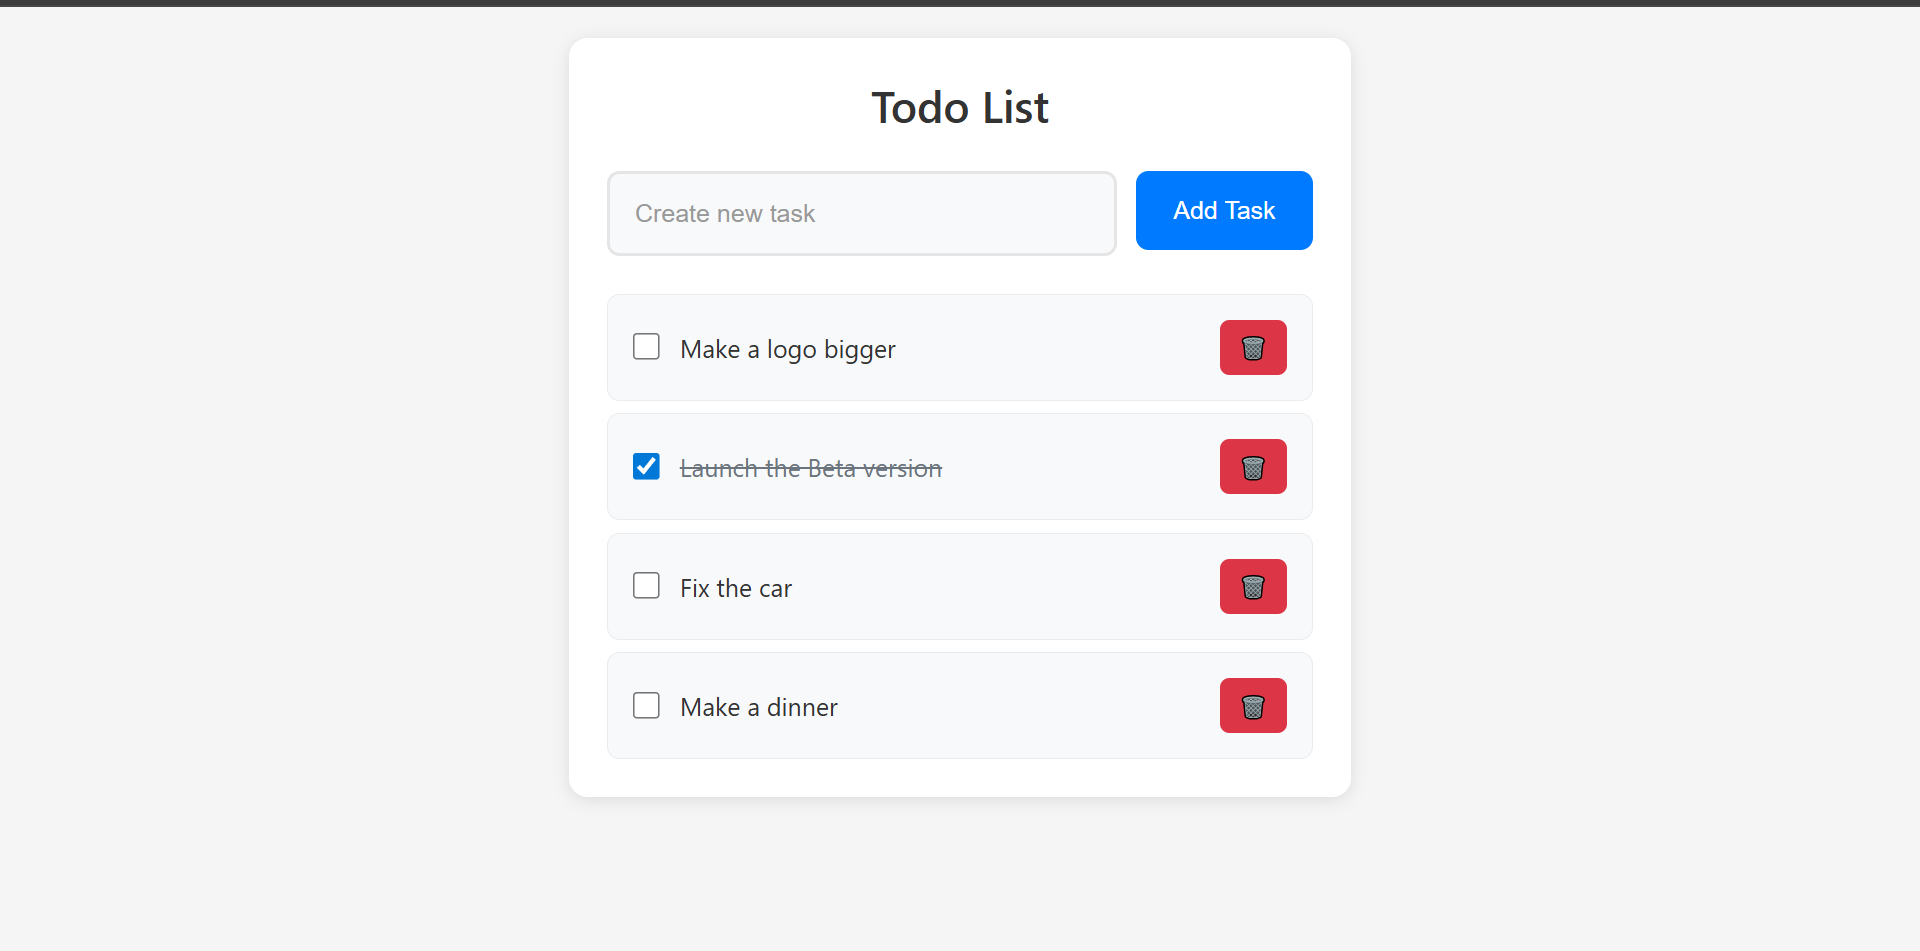 Todo List
Create new task
Add Task
Make a logo bigger
Launch the Beta version
Fix the car
Make a dinner